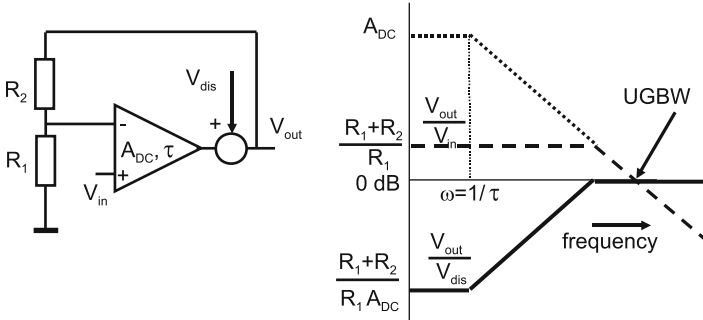 R2
R1
Vdis
+
Vout
-
ADC, τ
Vin
+
ADC
UGBW
Vout
Vin
R1+R2
R1
0 dB
ω=1/τ
frequency
Vout
Vdis
R1+R2
R1 ADC